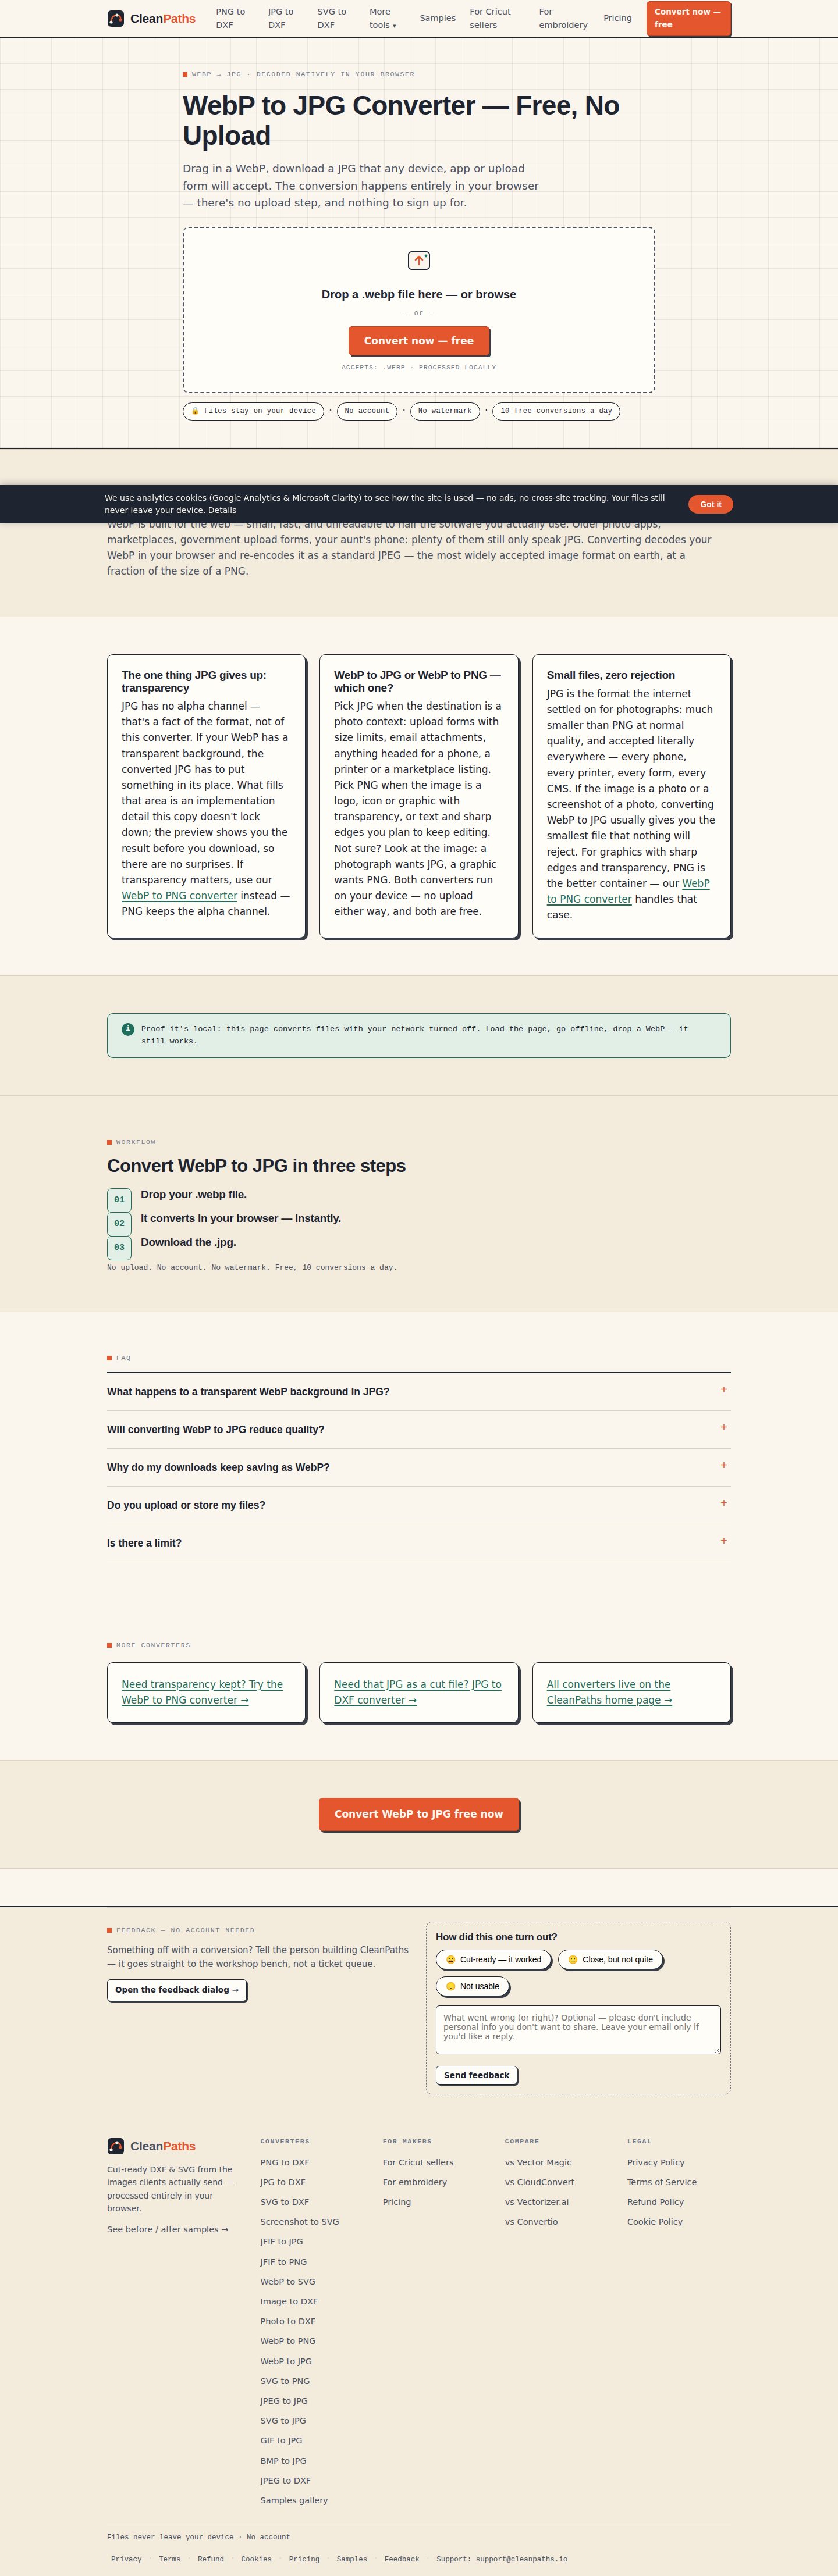 CleanPaths
PNG to DXF
JPG to DXF
SVG to DXF
More tools ▾
Samples
For Cricut sellers
For embroidery
Pricing
Convert now — free
WEBP → JPG · DECODED NATIVELY IN YOUR BROWSER
WebP to JPG Converter — Free, No
Upload
Drag in a WebP, download a JPG that any device, app or upload
form will accept. The conversion happens entirely in your browser
— there's no upload step, and nothing to sign up for.
Drop a .webp file here — or browse
— or —
Convert now — free
ACCEPTS: .WEBP · PROCESSED LOCALLY
🔒 Files stay on your device · No account · No watermark · 10 free conversions a day
We use analytics cookies (Google Analytics & Microsoft Clarity) to see how the site is used — no ads, no cross-site tracking. Your files still
never leave your device. Details
Got it
WebP is built for the web — small, fast, and unreadable to half the software you actually use. Older photo apps,
marketplaces, government upload forms, your aunt's phone: plenty of them still only speak JPG. Converting decodes your
WebP in your browser and re-encodes it as a standard JPEG — the most widely accepted image format on earth, at a
fraction of the size of a PNG.
The one thing JPG gives up:
transparency
JPG has no alpha channel —
that's a fact of the format, not of
this converter. If your WebP has a
transparent background, the
converted JPG has to put
something in its place. What fills
that area is an implementation
detail this copy doesn't lock
down; the preview shows you the
result before you download, so
there are no surprises. If
transparency matters, use our
WebP to PNG converter instead —
PNG keeps the alpha channel.
WebP to JPG or WebP to PNG —
which one?
Pick JPG when the destination is a
photo context: upload forms with
size limits, email attachments,
anything headed for a phone, a
printer or a marketplace listing.
Pick PNG when the image is a
logo, icon or graphic with
transparency, or text and sharp
edges you plan to keep editing.
Not sure? Look at the image: a
photograph wants JPG, a graphic
wants PNG. Both converters run
on your device — no upload
either way, and both are free.
Small files, zero rejection
JPG is the format the internet
settled on for photographs: much
smaller than PNG at normal
quality, and accepted literally
everywhere — every phone,
every printer, every form, every
CMS. If the image is a photo or a
screenshot of a photo, converting
WebP to JPG usually gives you the
smallest file that nothing will
reject. For graphics with sharp
edges and transparency, PNG is
the better container — our WebP
to PNG converter handles that
case.
i Proof it's local: this page converts files with your network turned off. Load the page, go offline, drop a WebP — it
still works.
WORKFLOW
Convert WebP to JPG in three steps
01 Drop your .webp file.
02 It converts in your browser — instantly.
03 Download the .jpg.
No upload. No account. No watermark. Free, 10 conversions a day.
FAQ
What happens to a transparent WebP background in JPG? +
Will converting WebP to JPG reduce quality? +
Why do my downloads keep saving as WebP? +
Do you upload or store my files? +
Is there a limit? +
MORE CONVERTERS
Need transparency kept? Try the
WebP to PNG converter →
Need that JPG as a cut file? JPG to
DXF converter →
All converters live on the
CleanPaths home page →
Convert WebP to JPG free now
FEEDBACK — NO ACCOUNT NEEDED
Something off with a conversion? Tell the person building CleanPaths
— it goes straight to the workshop bench, not a ticket queue.
Open the feedback dialog →
How did this one turn out?
😄 Cut-ready — it worked
😐 Close, but not quite
😞 Not usable
What went wrong (or right)? Optional — please don't include
personal info you don't want to share. Leave your email only if
you'd like a reply.
Send feedback
CleanPaths
Cut-ready DXF & SVG from the
images clients actually send —
processed entirely in your
browser.
See before / after samples →
CONVERTERS
PNG to DXF
JPG to DXF
SVG to DXF
Screenshot to SVG
JFIF to JPG
JFIF to PNG
WebP to SVG
Image to DXF
Photo to DXF
WebP to PNG
WebP to JPG
SVG to PNG
JPEG to JPG
SVG to JPG
GIF to JPG
BMP to JPG
JPEG to DXF
Samples gallery
FOR MAKERS
For Cricut sellers
For embroidery
Pricing
COMPARE
vs Vector Magic
vs CloudConvert
vs Vectorizer.ai
vs Convertio
LEGAL
Privacy Policy
Terms of Service
Refund Policy
Cookie Policy
Files never leave your device · No account
Privacy Terms Refund Cookies Pricing Samples Feedback Support: support@cleanpaths.io